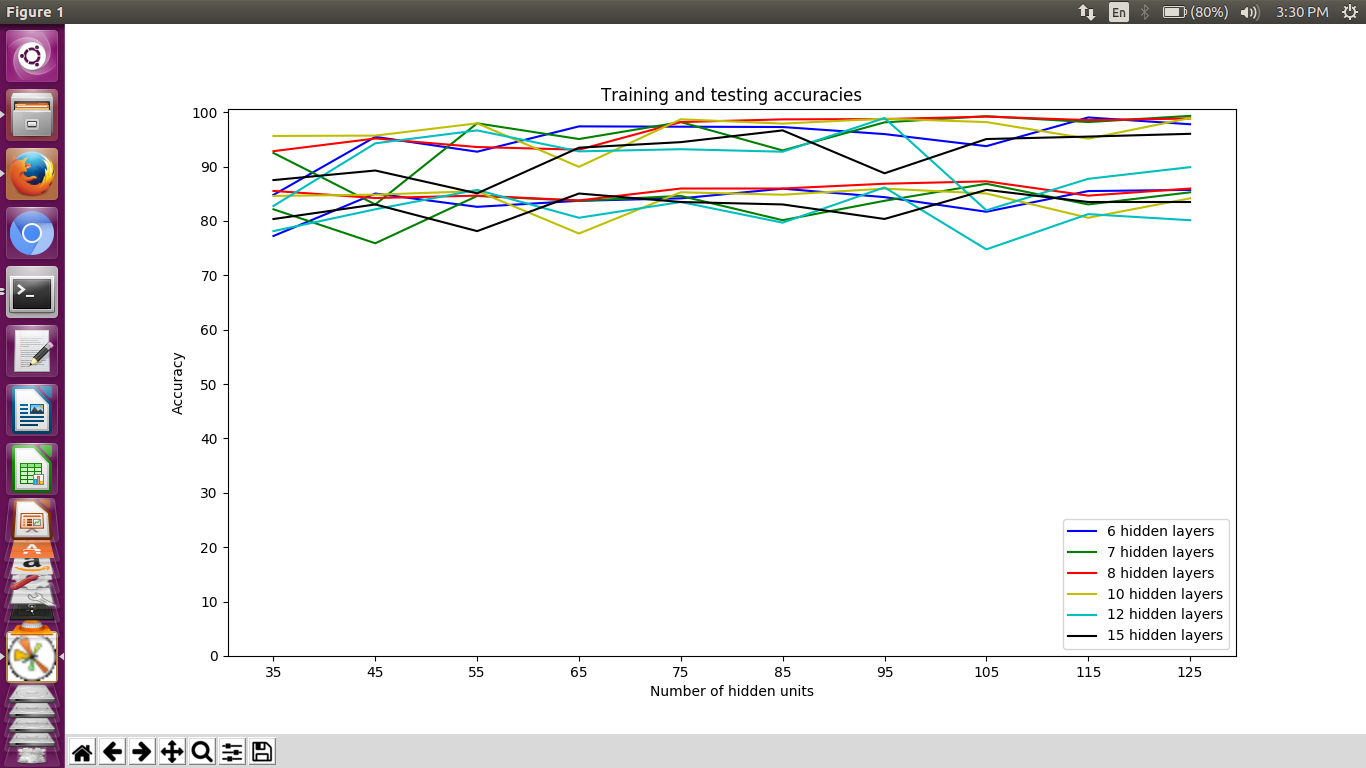 Figure 1
En
(80%)
3:30 PM
Training and testing accuracies
100
90
80
70
60
50
40
30
20
10
0
Accuracy
6 hidden layers
7 hidden layers
8 hidden layers
10 hidden layers
12 hidden layers
15 hidden layers
35 45 55 65 75 85 95 105 115 125
Number of hidden units
>_
a